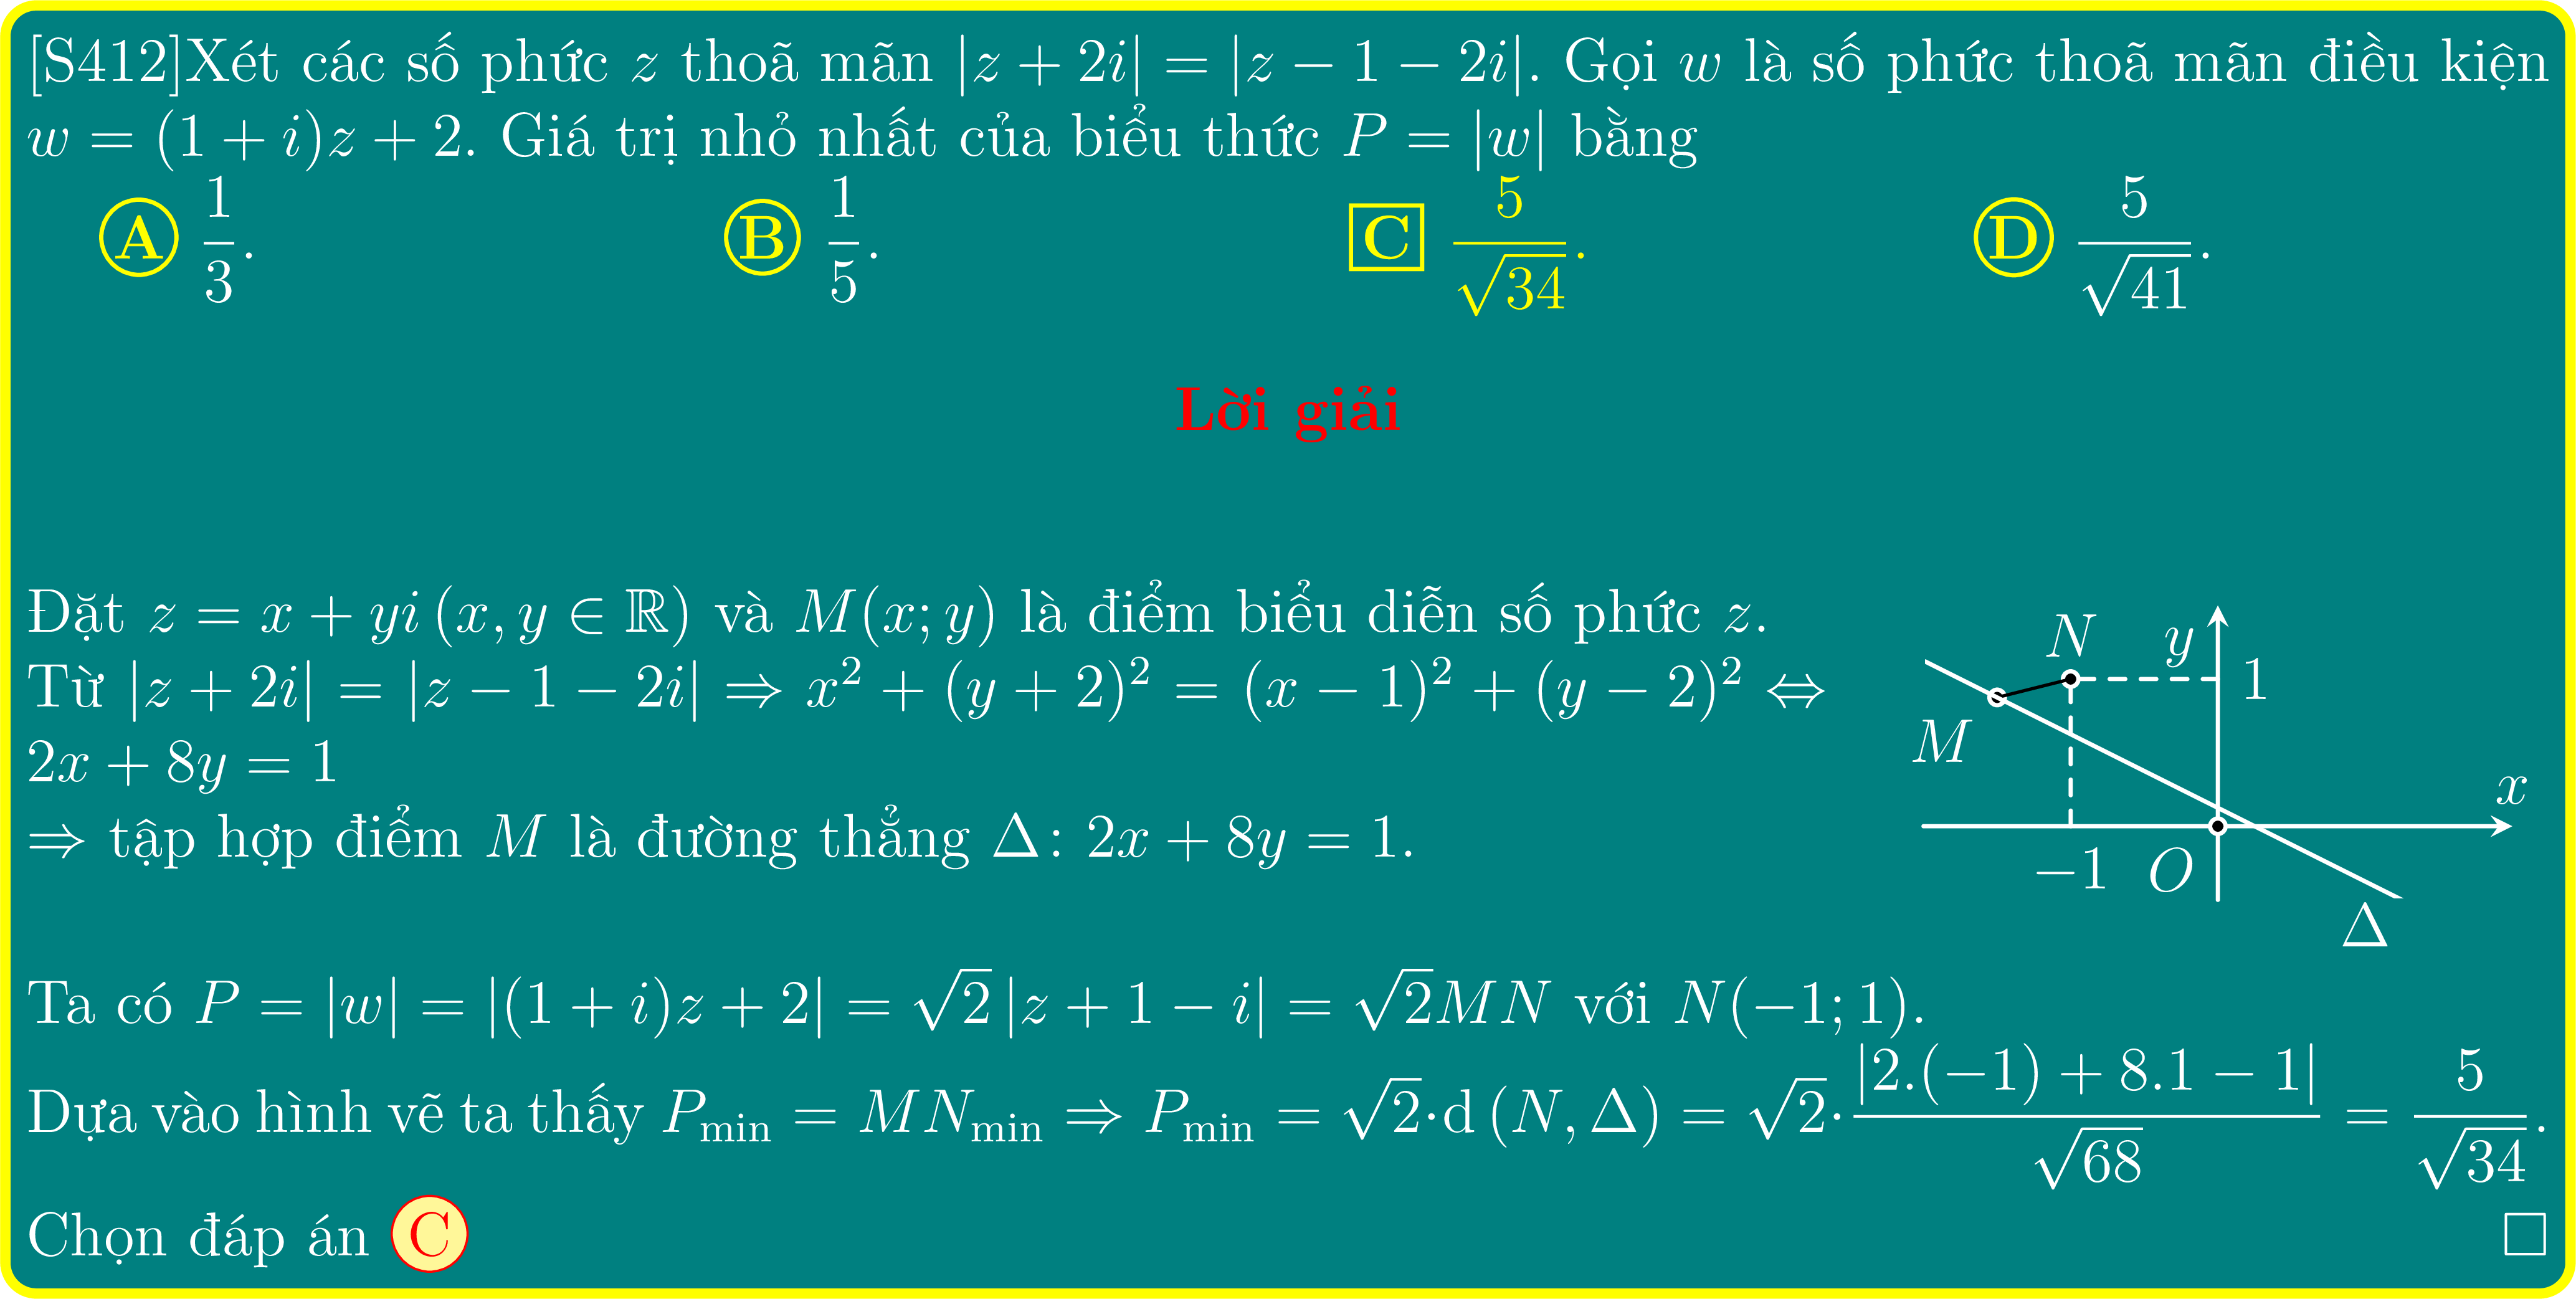 [S412]Xét các số phức z thoã mãn |z + 2i| = |z − 1 − 2i|. Gọi w là số phức thoã mãn điều kiện
w = (1 + i)z + 2. Giá trị nhỏ nhất của biểu thức P = |w| bằng
A 1/3. B 1/5. C 5/√34. D 5/√41.
Lời giải
Đặt z = x + yi (x, y ∈ ℝ) và M(x; y) là điểm biểu diễn số phức z.
Từ |z + 2i| = |z − 1 − 2i| ⇒ x² + (y + 2)² = (x − 1)² + (y − 2)² ⇔
2x + 8y = 1
⇒ tập hợp điểm M là đường thẳng Δ: 2x + 8y = 1.
N y 1
M
x
−1 O
Δ
Ta có P = |w| = |(1 + i)z + 2| = √2 |z + 1 − i| = √2MN với N(−1; 1).
Dựa vào hình vẽ ta thấy P_min = MN_min ⇒ P_min = √2·d (N, Δ) = √2·|2.(−1) + 8.1 − 1|/√68 = 5/√34.
Chọn đáp án C □